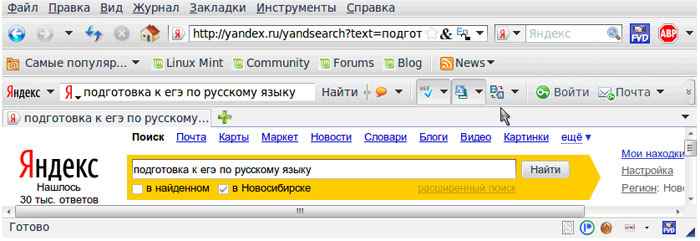 Файл Правка Вид Журнал Закладки Инструменты Справка
Я http://yandex.ru/yandsearch?text=подгот & Я Яндекс FVD ABP
Самые популяр... Linux Mint Community Forums Blog News
Яндекс Я подготовка к егэ по русскому языку Найти Войти Почта
Я подготовка к егэ по русскому...
Поиск Почта Карты Маркет Новости Словари Блоги Видео Картинки ещё
Яндекс
Нашлось
30 тыс. ответов
подготовка к егэ по русскому языку Найти
в найденном в Новосибирске расширенный поиск
Мои находки
Настройка
Регион: Ново
Готово FVD